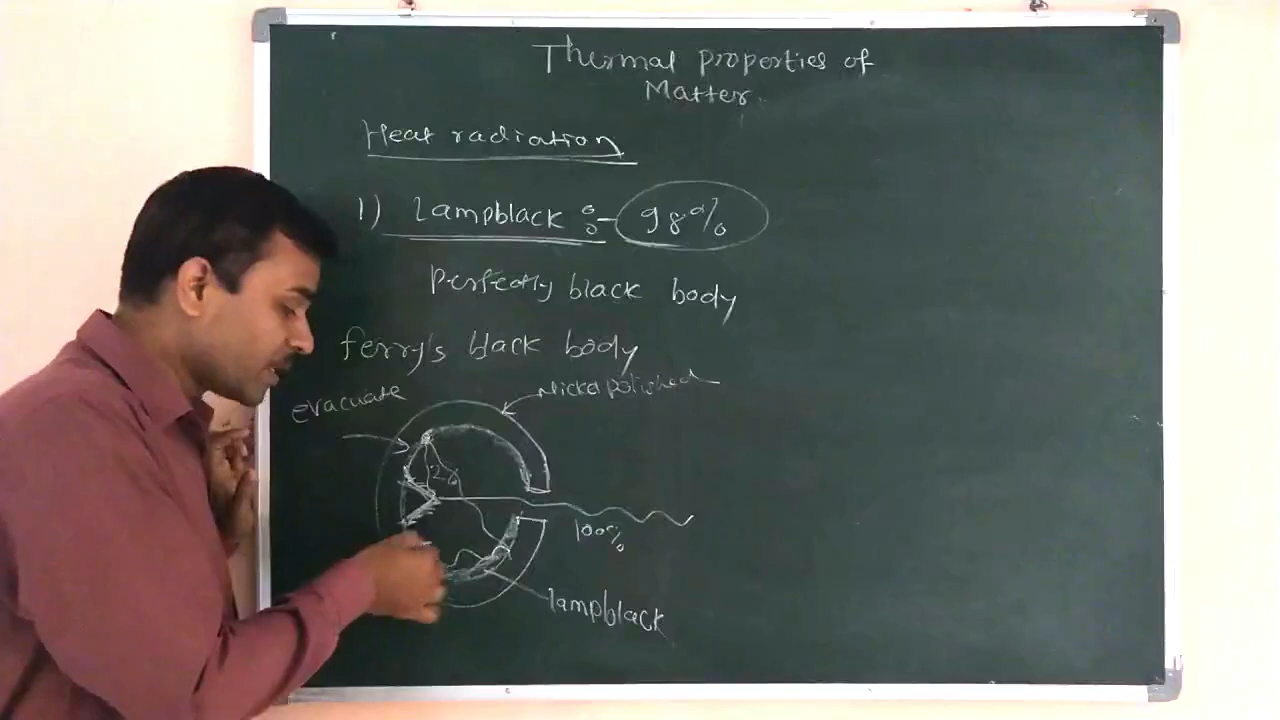 Thermal properties of
Matter.
Heat radiation
1) Lampblack :- 98%
Perfectly black body
ferry's black body
evacuate
Nickel polished
2%
100%
lampblack